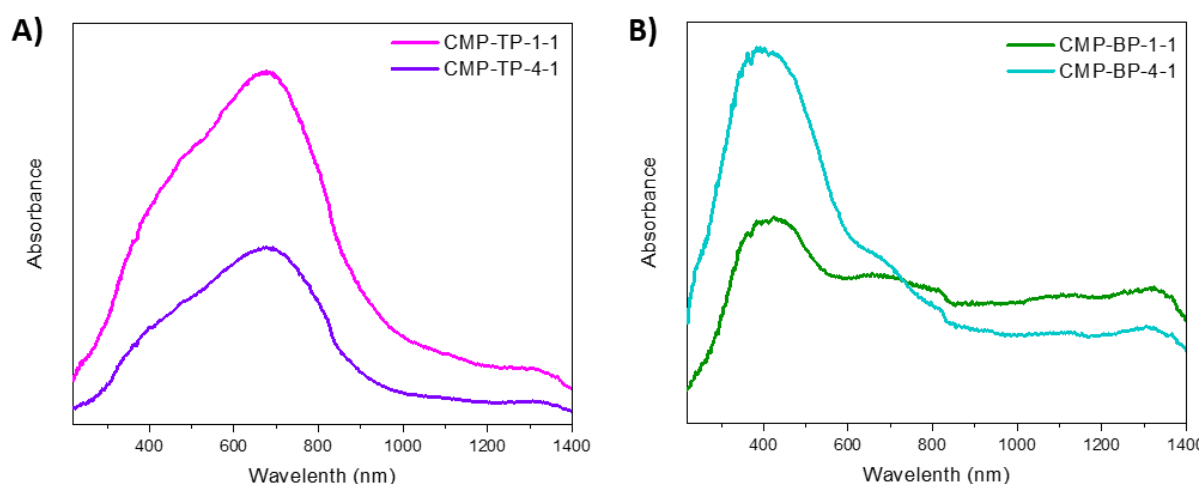 A)
CMP-TP-1-1
CMP-TP-4-1
Absorbance
400 600 800 1000 1200 1400
Wavelenth (nm)
B)
CMP-BP-1-1
CMP-BP-4-1
Absorbance
400 600 800 1000 1200 1400
Wavelenth (nm)